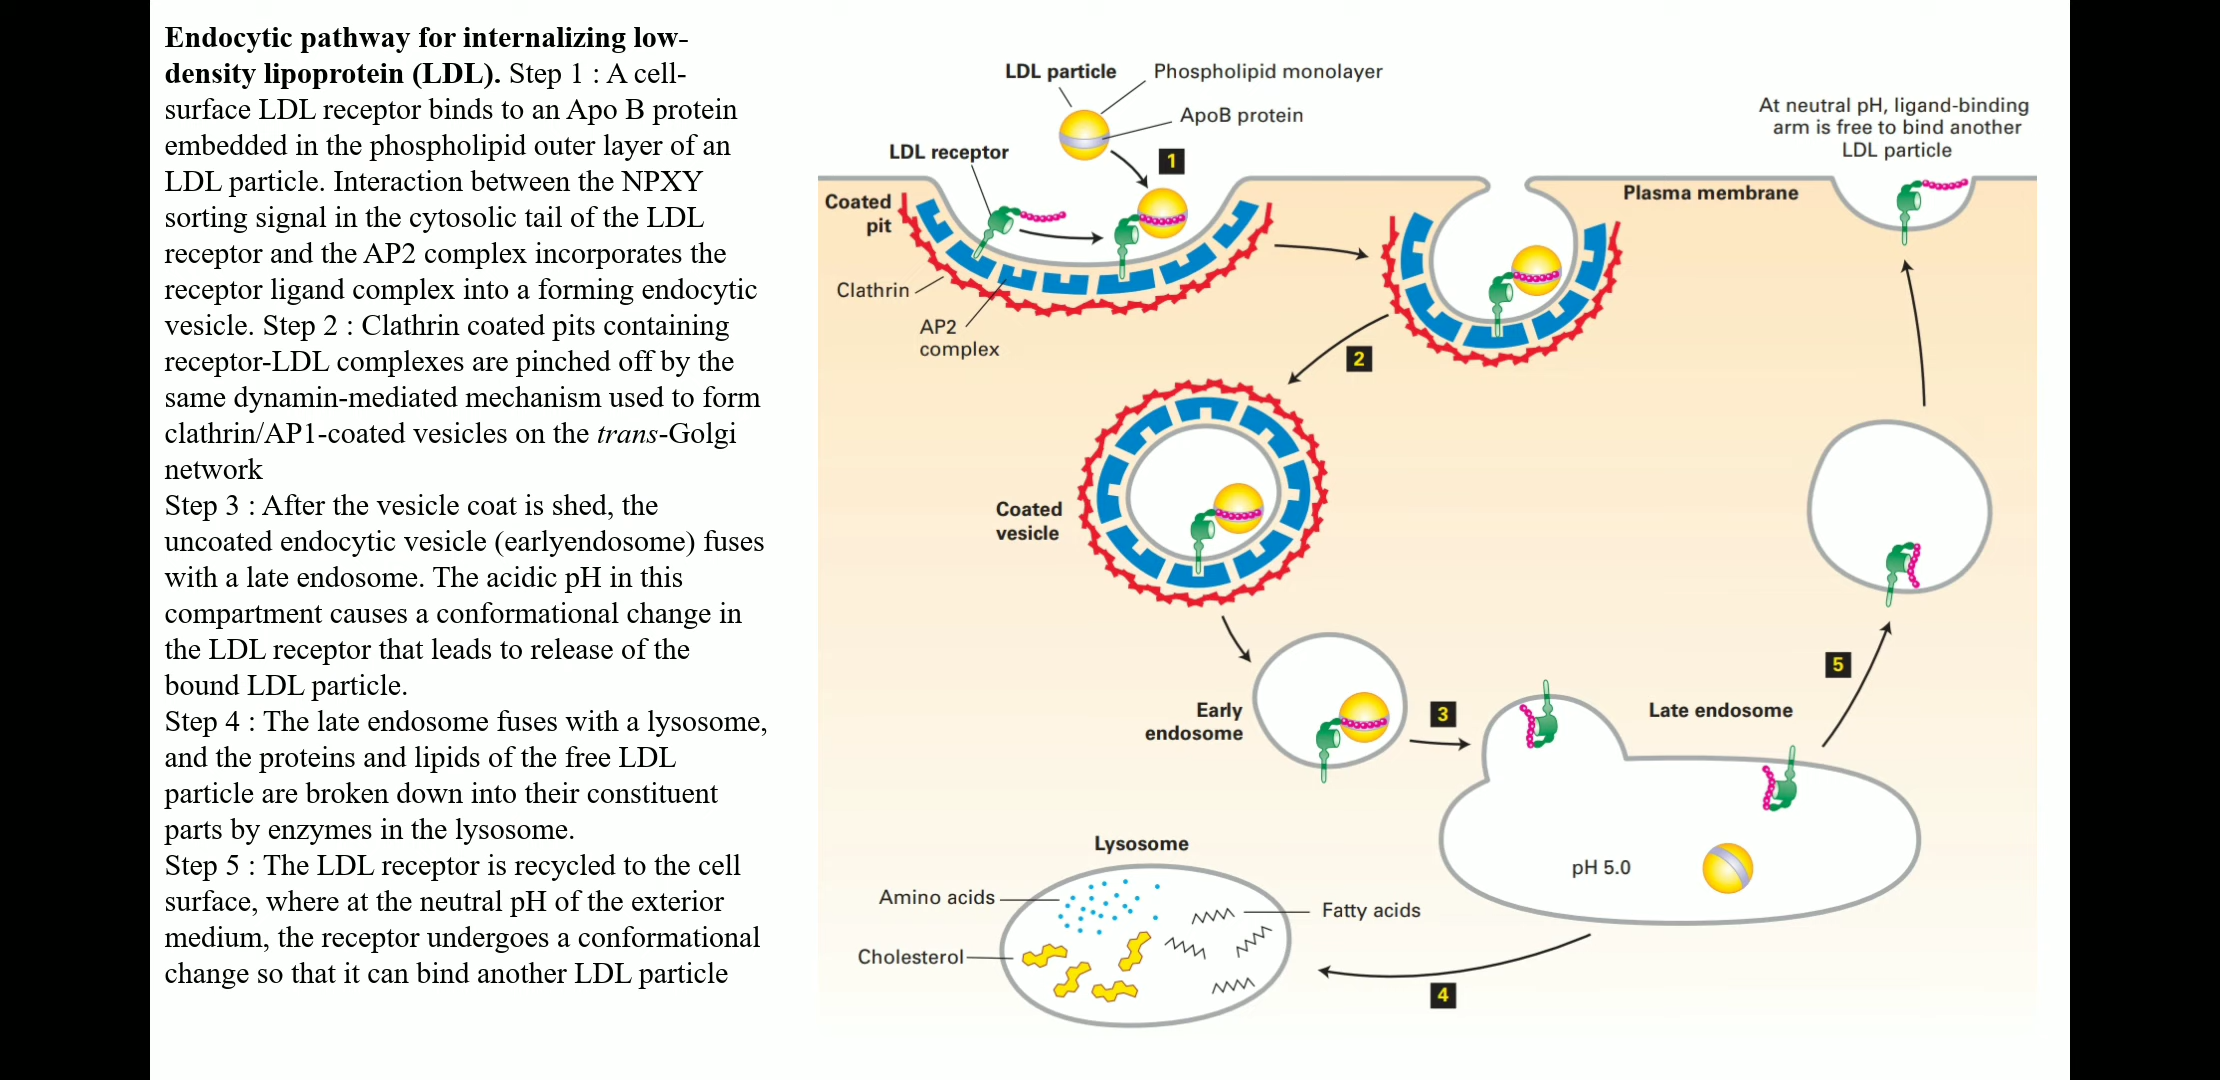 Endocytic pathway for internalizing low-
density lipoprotein (LDL). Step 1 : A cell-
surface LDL receptor binds to an Apo B protein
embedded in the phospholipid outer layer of an
LDL particle. Interaction between the NPXY
sorting signal in the cytosolic tail of the LDL
receptor and the AP2 complex incorporates the
receptor ligand complex into a forming endocytic
vesicle. Step 2 : Clathrin coated pits containing
receptor-LDL complexes are pinched off by the
same dynamin-mediated mechanism used to form
clathrin/AP1-coated vesicles on the trans-Golgi
network
Step 3 : After the vesicle coat is shed, the
uncoated endocytic vesicle (earlyendosome) fuses
with a late endosome. The acidic pH in this
compartment causes a conformational change in
the LDL receptor that leads to release of the
bound LDL particle.
Step 4 : The late endosome fuses with a lysosome,
and the proteins and lipids of the free LDL
particle are broken down into their constituent
parts by enzymes in the lysosome.
Step 5 : The LDL receptor is recycled to the cell
surface, where at the neutral pH of the exterior
medium, the receptor undergoes a conformational
change so that it can bind another LDL particle
LDL particle
Phospholipid monolayer
ApoB protein
LDL receptor
1
At neutral pH, ligand-binding
arm is free to bind another
LDL particle
Coated
pit
Plasma membrane
Clathrin
AP2
complex
2
Coated
vesicle
Early
endosome
3
Late endosome
5
pH 5.0
Lysosome
Amino acids
Fatty acids
Cholesterol
4